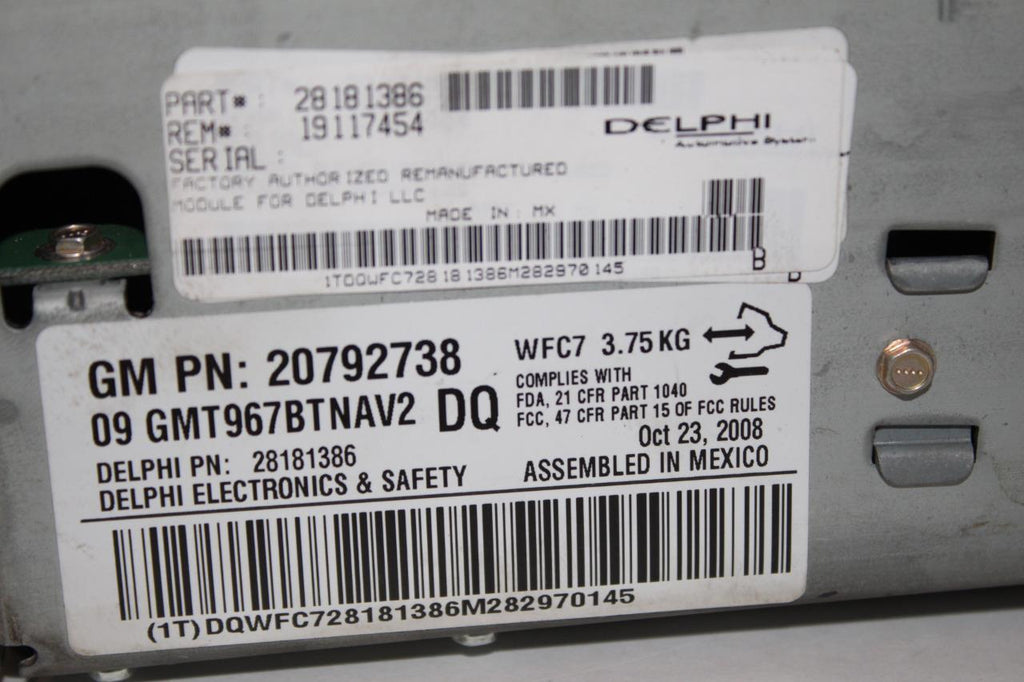 PART# : 28181386
REM# : 19117454
SERIAL :
DELPHI
Automotive Systems
FACTORY AUTHORIZED REMANUFACTURED
MODULE FOR DELPHI LLC
MADE IN : MX
B
1TDQWFC728181386M282970145
GM PN: 20792738
09 GMT967BTNAV2 DQ
DELPHI PN: 28181386
DELPHI ELECTRONICS & SAFETY
WFC7 3.75 KG
COMPLIES WITH
FDA, 21 CFR PART 1040
FCC, 47 CFR PART 15 OF FCC RULES
Oct 23, 2008
ASSEMBLED IN MEXICO
(1T) DQWFC728181386M282970145